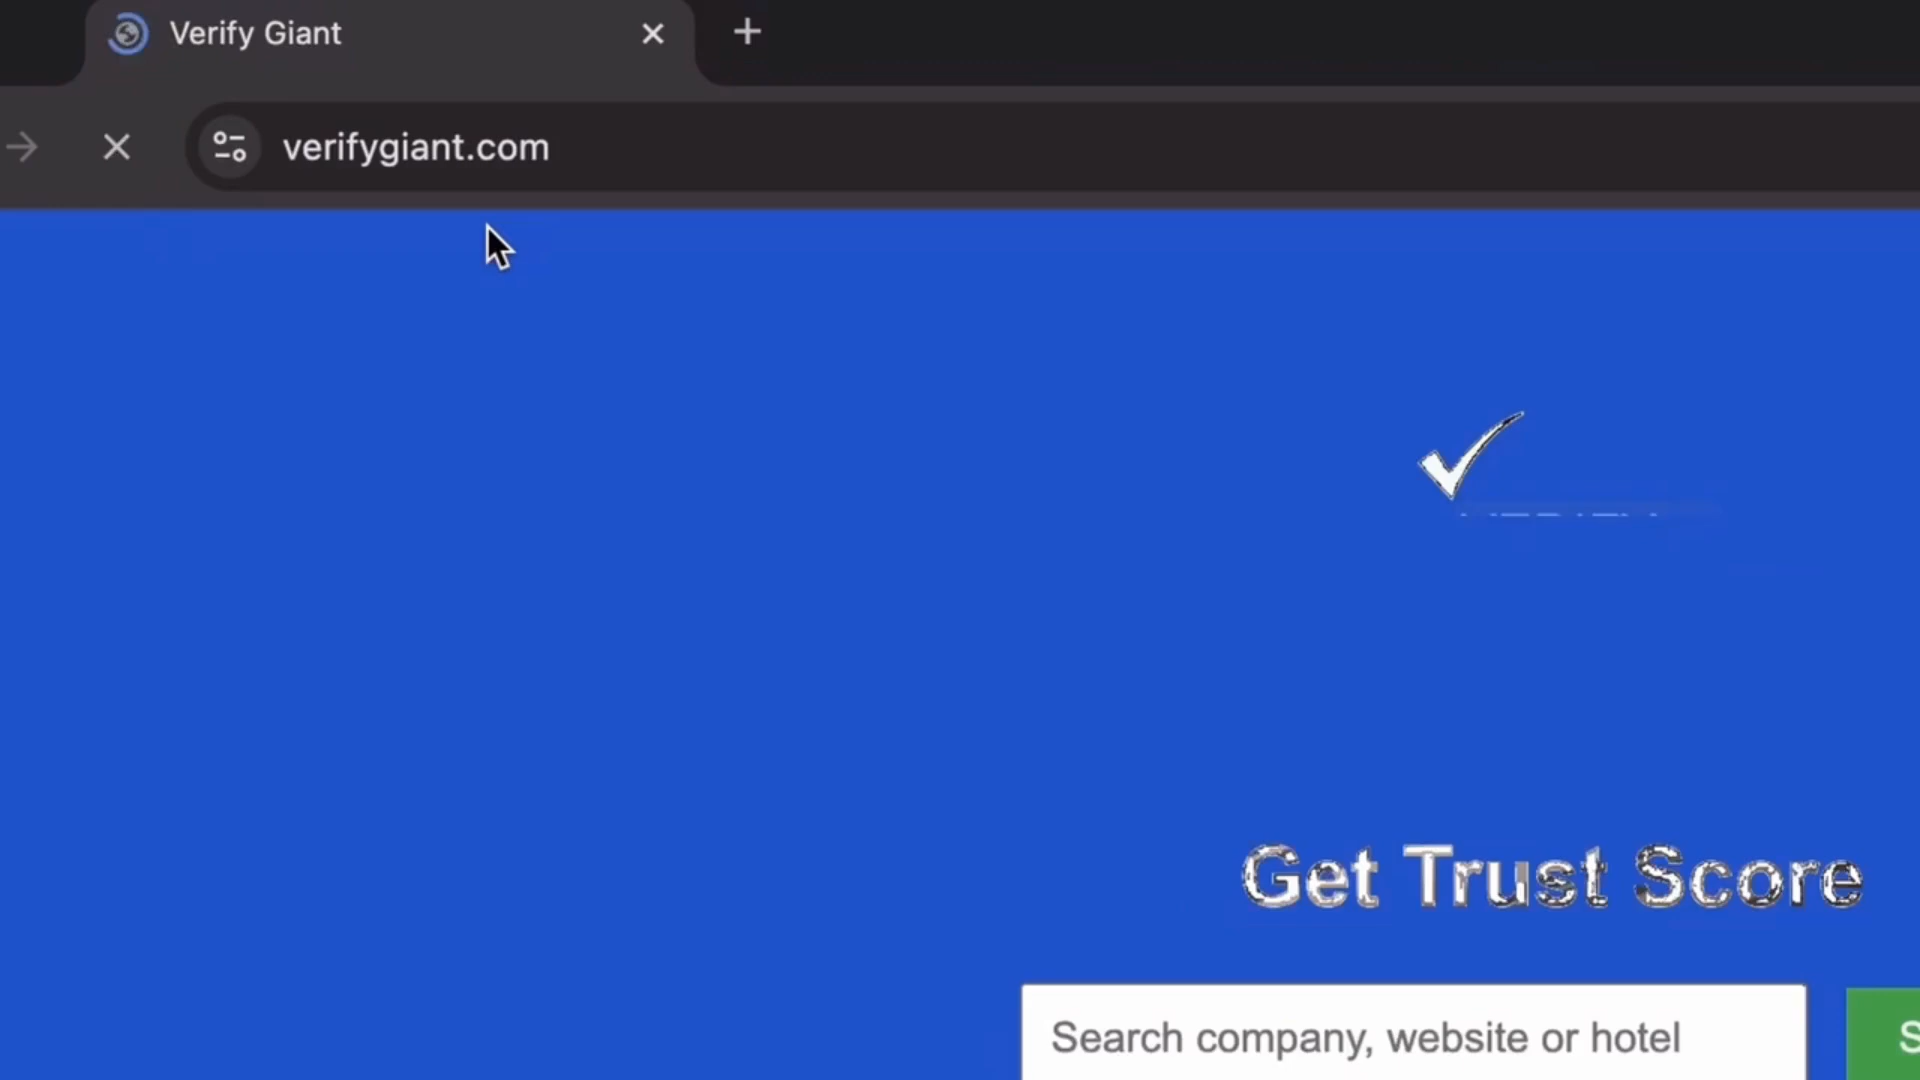 Verify Giant
verifygiant.com
Get Trust Score
Search company, website or hotel
S